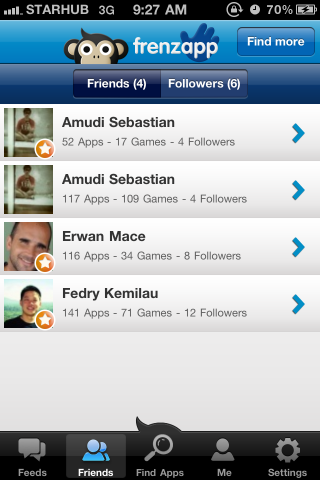 STARHUB 3G 9:27 AM 70%
frenzapp
Find more
Friends (4) Followers (6)
Amudi Sebastian
52 Apps - 17 Games - 4 Followers
Amudi Sebastian
117 Apps - 109 Games - 4 Followers
Erwan Mace
116 Apps - 34 Games - 8 Followers
Fedry Kemilau
141 Apps - 71 Games - 12 Followers
Feeds Friends Find Apps Me Settings